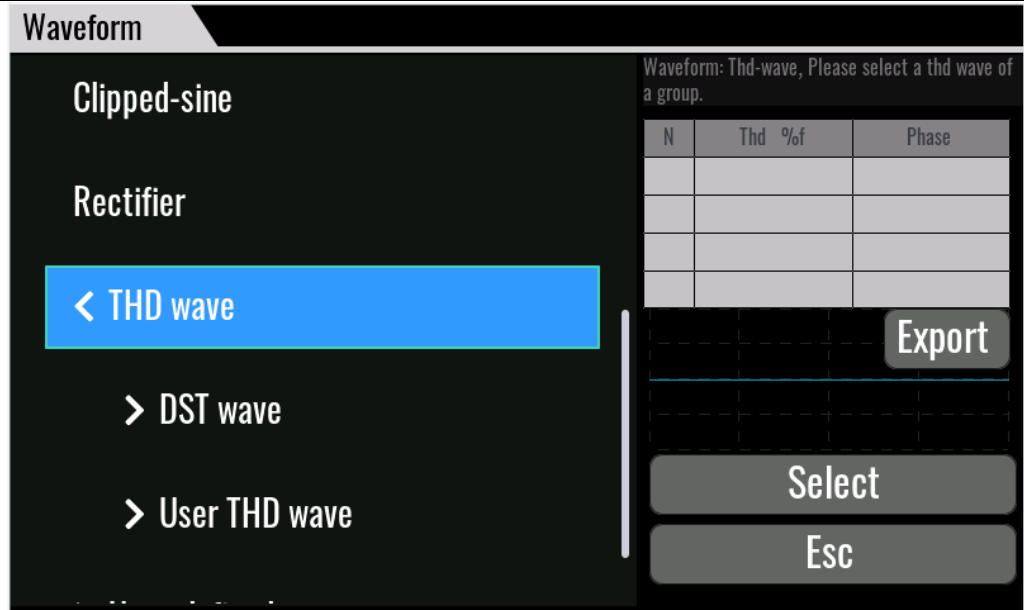 Waveform
Clipped-sine
Rectifier
THD wave
DST wave
User THD wave
Waveform: Thd-wave, Please select a thd wave of
a group.
N Thd %f Phase
Export
Select
Esc